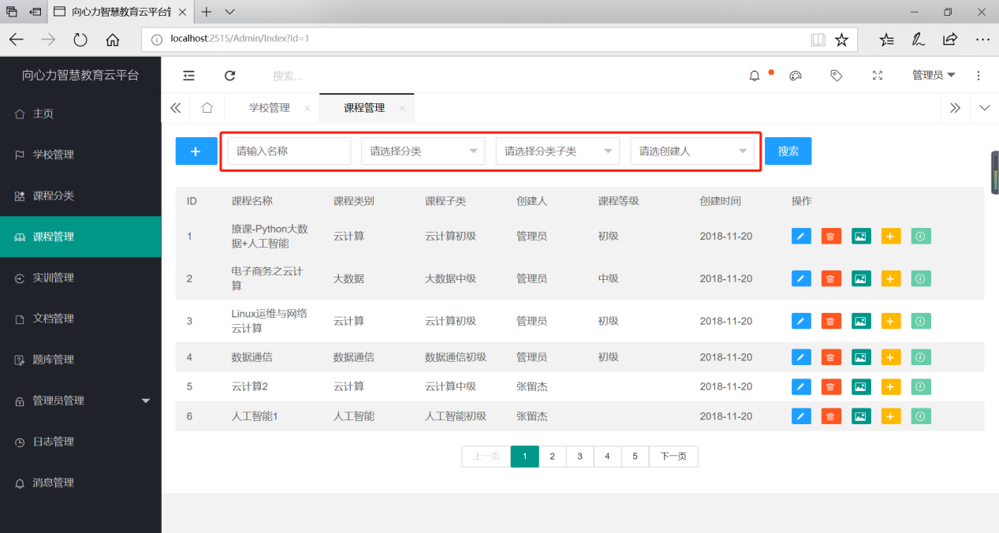 向心力智慧教育云平台管
localhost:2515/Admin/Index?id=1
向心力智慧教育云平台
搜索...
管理员
主页
学校管理
课程分类
课程管理
实训管理
文档管理
题库管理
管理员管理
日志管理
消息管理
学校管理
课程管理
请输入名称
请选择分类
请选择分类子类
请选创建人
搜索
ID 课程名称 课程类别 课程子类 创建人 课程等级 创建时间 操作
1 撩课-Python大数据+人工智能 云计算 云计算初级 管理员 初级 2018-11-20
2 电子商务之云计算 大数据 大数据中级 管理员 中级 2018-11-20
3 Linux运维与网络云计算 云计算 云计算初级 管理员 初级 2018-11-20
4 数据通信 数据通信 数据通信初级 管理员 初级 2018-11-20
5 云计算2 云计算 云计算中级 张留杰 2018-11-20
6 人工智能1 人工智能 人工智能初级 张留杰 2018-11-20
上一页 1 2 3 4 5 下一页